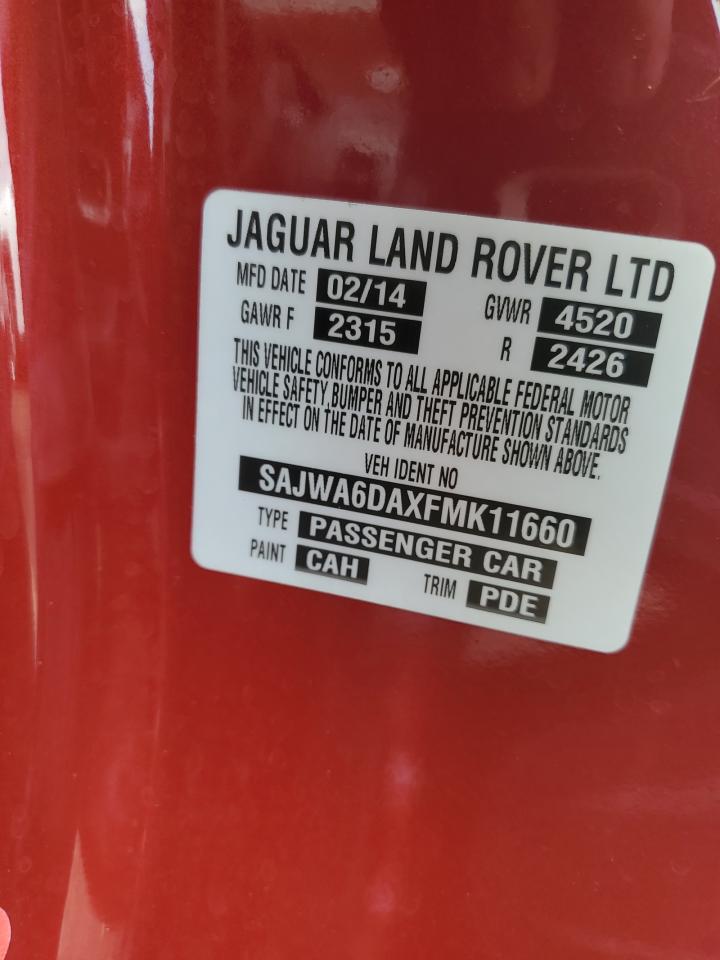 JAGUAR LAND ROVER LTD
MFD DATE 02/14 GVWR 4520
GAWR F 2315 R 2426
THIS VEHICLE CONFORMS TO ALL APPLICABLE FEDERAL MOTOR
VEHICLE SAFETY, BUMPER AND THEFT PREVENTION STANDARDS
IN EFFECT ON THE DATE OF MANUFACTURE SHOWN ABOVE.
VEH IDENT NO
SAJWA6DAXFMK11660
TYPE PASSENGER CAR
PAINT CAH TRIM PDE